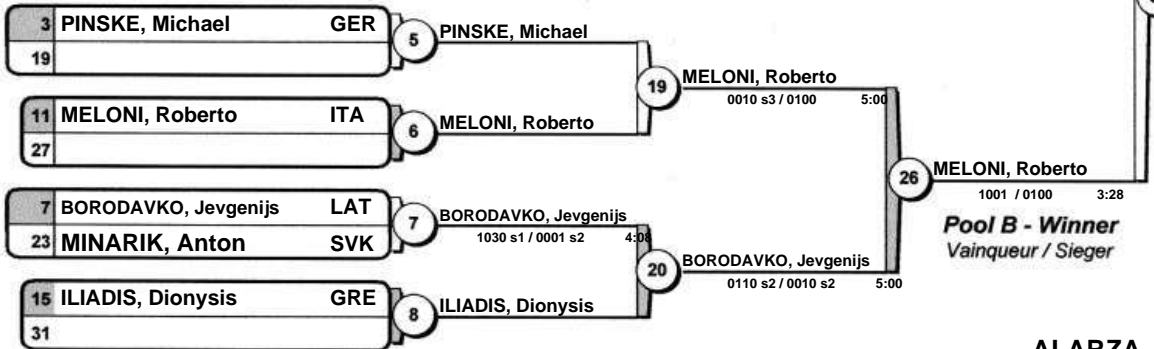 3 PINSKE, Michael GER
19
5
PINSKE, Michael
11 MELONI, Roberto ITA
27
6
MELONI, Roberto
19
MELONI, Roberto
0010 s3 / 0100 5:00
7 BORODAVKO, Jevgenijs LAT
23 MINARIK, Anton SVK
7
BORODAVKO, Jevgenijs
1030 s1 / 0001 s2 4:08
15 ILIADIS, Dionysis GRE
31
8
ILIADIS, Dionysis
20
BORODAVKO, Jevgenijs
0110 s2 / 0010 s2 5:00
26
MELONI, Roberto
1001 / 0100 3:28
Pool B - Winner
Vainqueur / Sieger